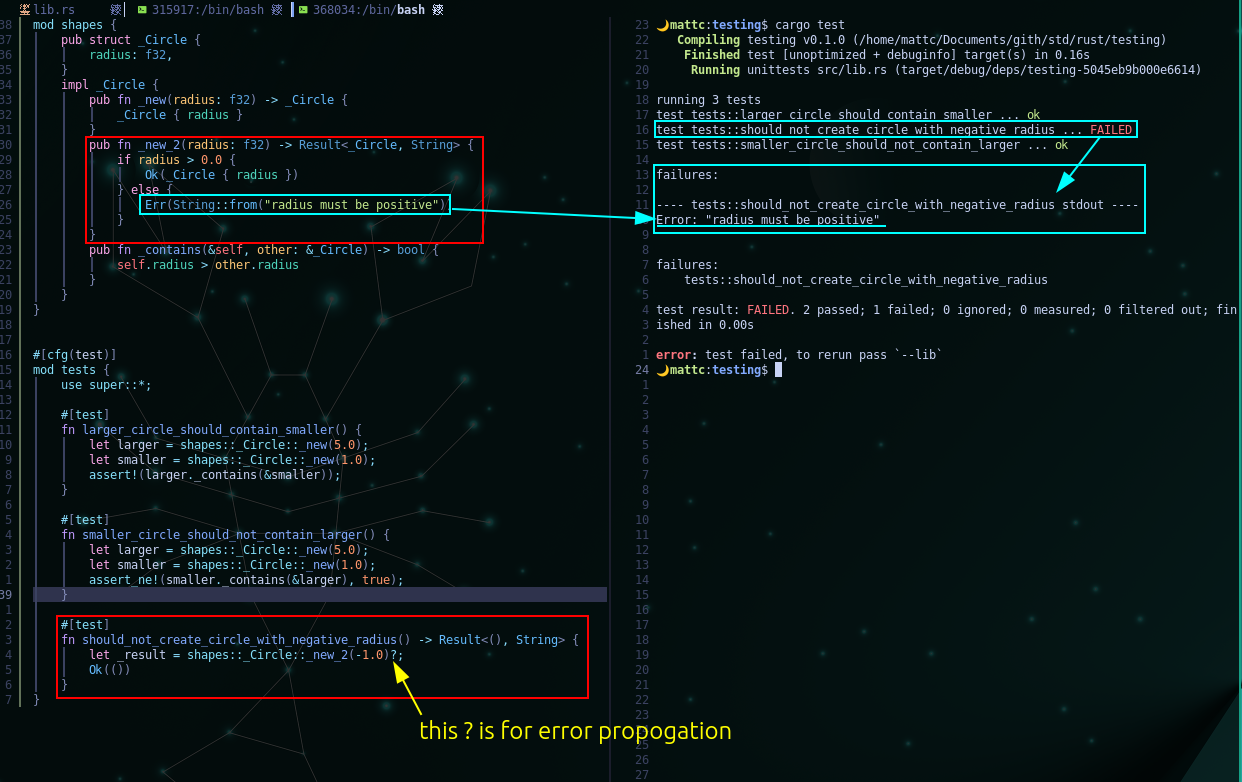 lib.rs 315917:/bin/bash 368034:/bin/bash
38 mod shapes {
37 pub struct _Circle {
36 radius: f32,
35 }
34 impl _Circle {
33 pub fn _new(radius: f32) -> _Circle {
32 _Circle { radius }
31 }
30 pub fn _new_2(radius: f32) -> Result<_Circle, String> {
29 if radius > 0.0 {
28 Ok(_Circle { radius })
27 } else {
26 Err(String::from("radius must be positive")
25 }
24 }
23 pub fn _contains(&self, other: &_Circle) -> bool {
22 self.radius > other.radius
21 }
20 }
19 }
18
17
16 #[cfg(test)]
15 mod tests {
14 use super::*;
13
12 #[test]
11 fn larger_circle_should_contain_smaller() {
10 let larger = shapes::_Circle::_new(5.0);
9 let smaller = shapes::_Circle::_new(1.0);
8 assert!(larger._contains(&smaller));
7 }
6
5 #[test]
4 fn smaller_circle_should_not_contain_larger() {
3 let larger = shapes::_Circle::_new(5.0);
2 let smaller = shapes::_Circle::_new(1.0);
1 assert_ne!(smaller._contains(&larger), true);
39 }
1
2 #[test]
3 fn should_not_create_circle_with_negative_radius() -> Result<(), String> {
4 let _result = shapes::_Circle::_new_2(-1.0)?;
5 Ok(())
6 }
7 }
this ? is for error propogation
23 mattc:testing$ cargo test
22 Compiling testing v0.1.0 (/home/mattc/Documents/gith/std/rust/testing)
21 Finished test [unoptimized + debuginfo] target(s) in 0.16s
20 Running unittests src/lib.rs (target/debug/deps/testing-5045eb9b000e6614)
19
18 running 3 tests
17 test tests::larger_circle_should_contain_smaller ... ok
16 test tests::should_not_create_circle_with_negative_radius ... FAILED
15 test tests::smaller_circle_should_not_contain_larger ... ok
14
13 failures:
12
11 ---- tests::should_not_create_circle_with_negative_radius stdout ----
10 Error: "radius must be positive"
9
8
7 failures:
6 tests::should_not_create_circle_with_negative_radius
5
4 test result: FAILED. 2 passed; 1 failed; 0 ignored; 0 measured; 0 filtered out; fin
3 ished in 0.00s
2
1 error: test failed, to rerun pass `--lib`
24 mattc:testing$
1
2
3
4
5
6
7
8
9
10
11
12
13
14
15
16
17
18
19
20
21
22
23
24
25
26
27